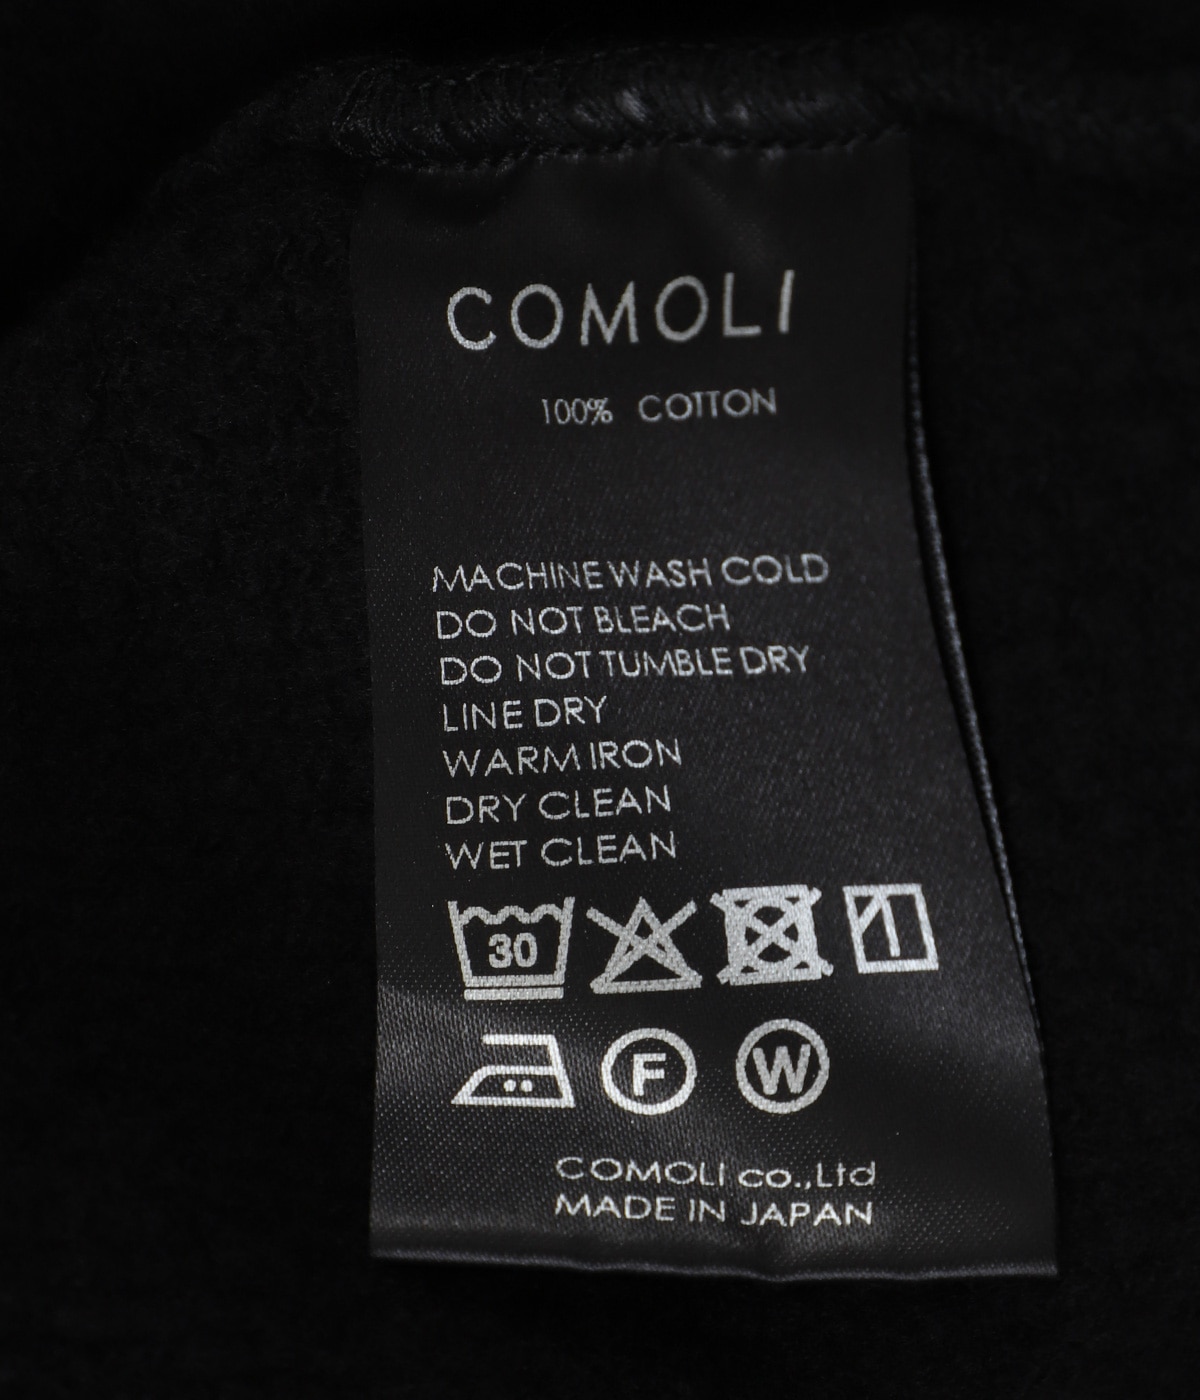 COMOLI
100% COTTON
MACHINE WASH COLD
DO NOT BLEACH
DO NOT TUMBLE DRY
LINE DRY
WARM IRON
DRY CLEAN
WET CLEAN
30
F W
COMOLI co.,Ltd
MADE IN JAPAN